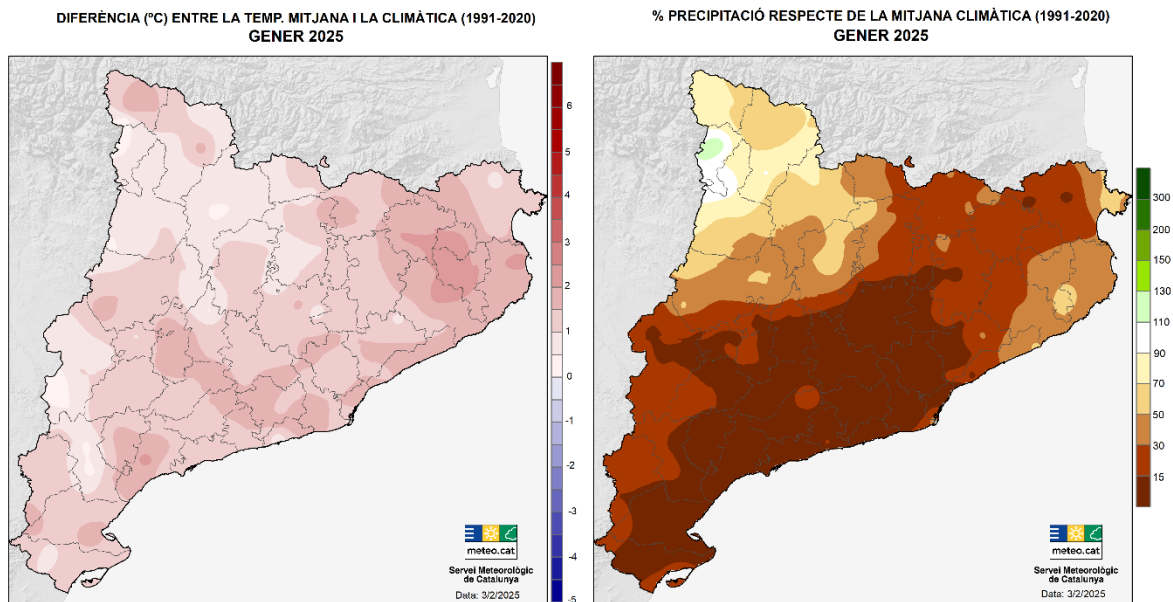 DIFERÈNCIA (ºC) ENTRE LA TEMP. MITJANA I LA CLIMÀTICA (1991-2020)
GENER 2025
6
5
4
3
2
1
0
-1
-2
-3
-4
-5
meteo.cat
Servei Meteorològic
de Catalunya
Data: 3/2/2025
% PRECIPITACIÓ RESPECTE DE LA MITJANA CLIMÀTICA (1991-2020)
GENER 2025
300
200
150
130
110
90
70
50
30
15
meteo.cat
Servei Meteorològic
de Catalunya
Data: 3/2/2025